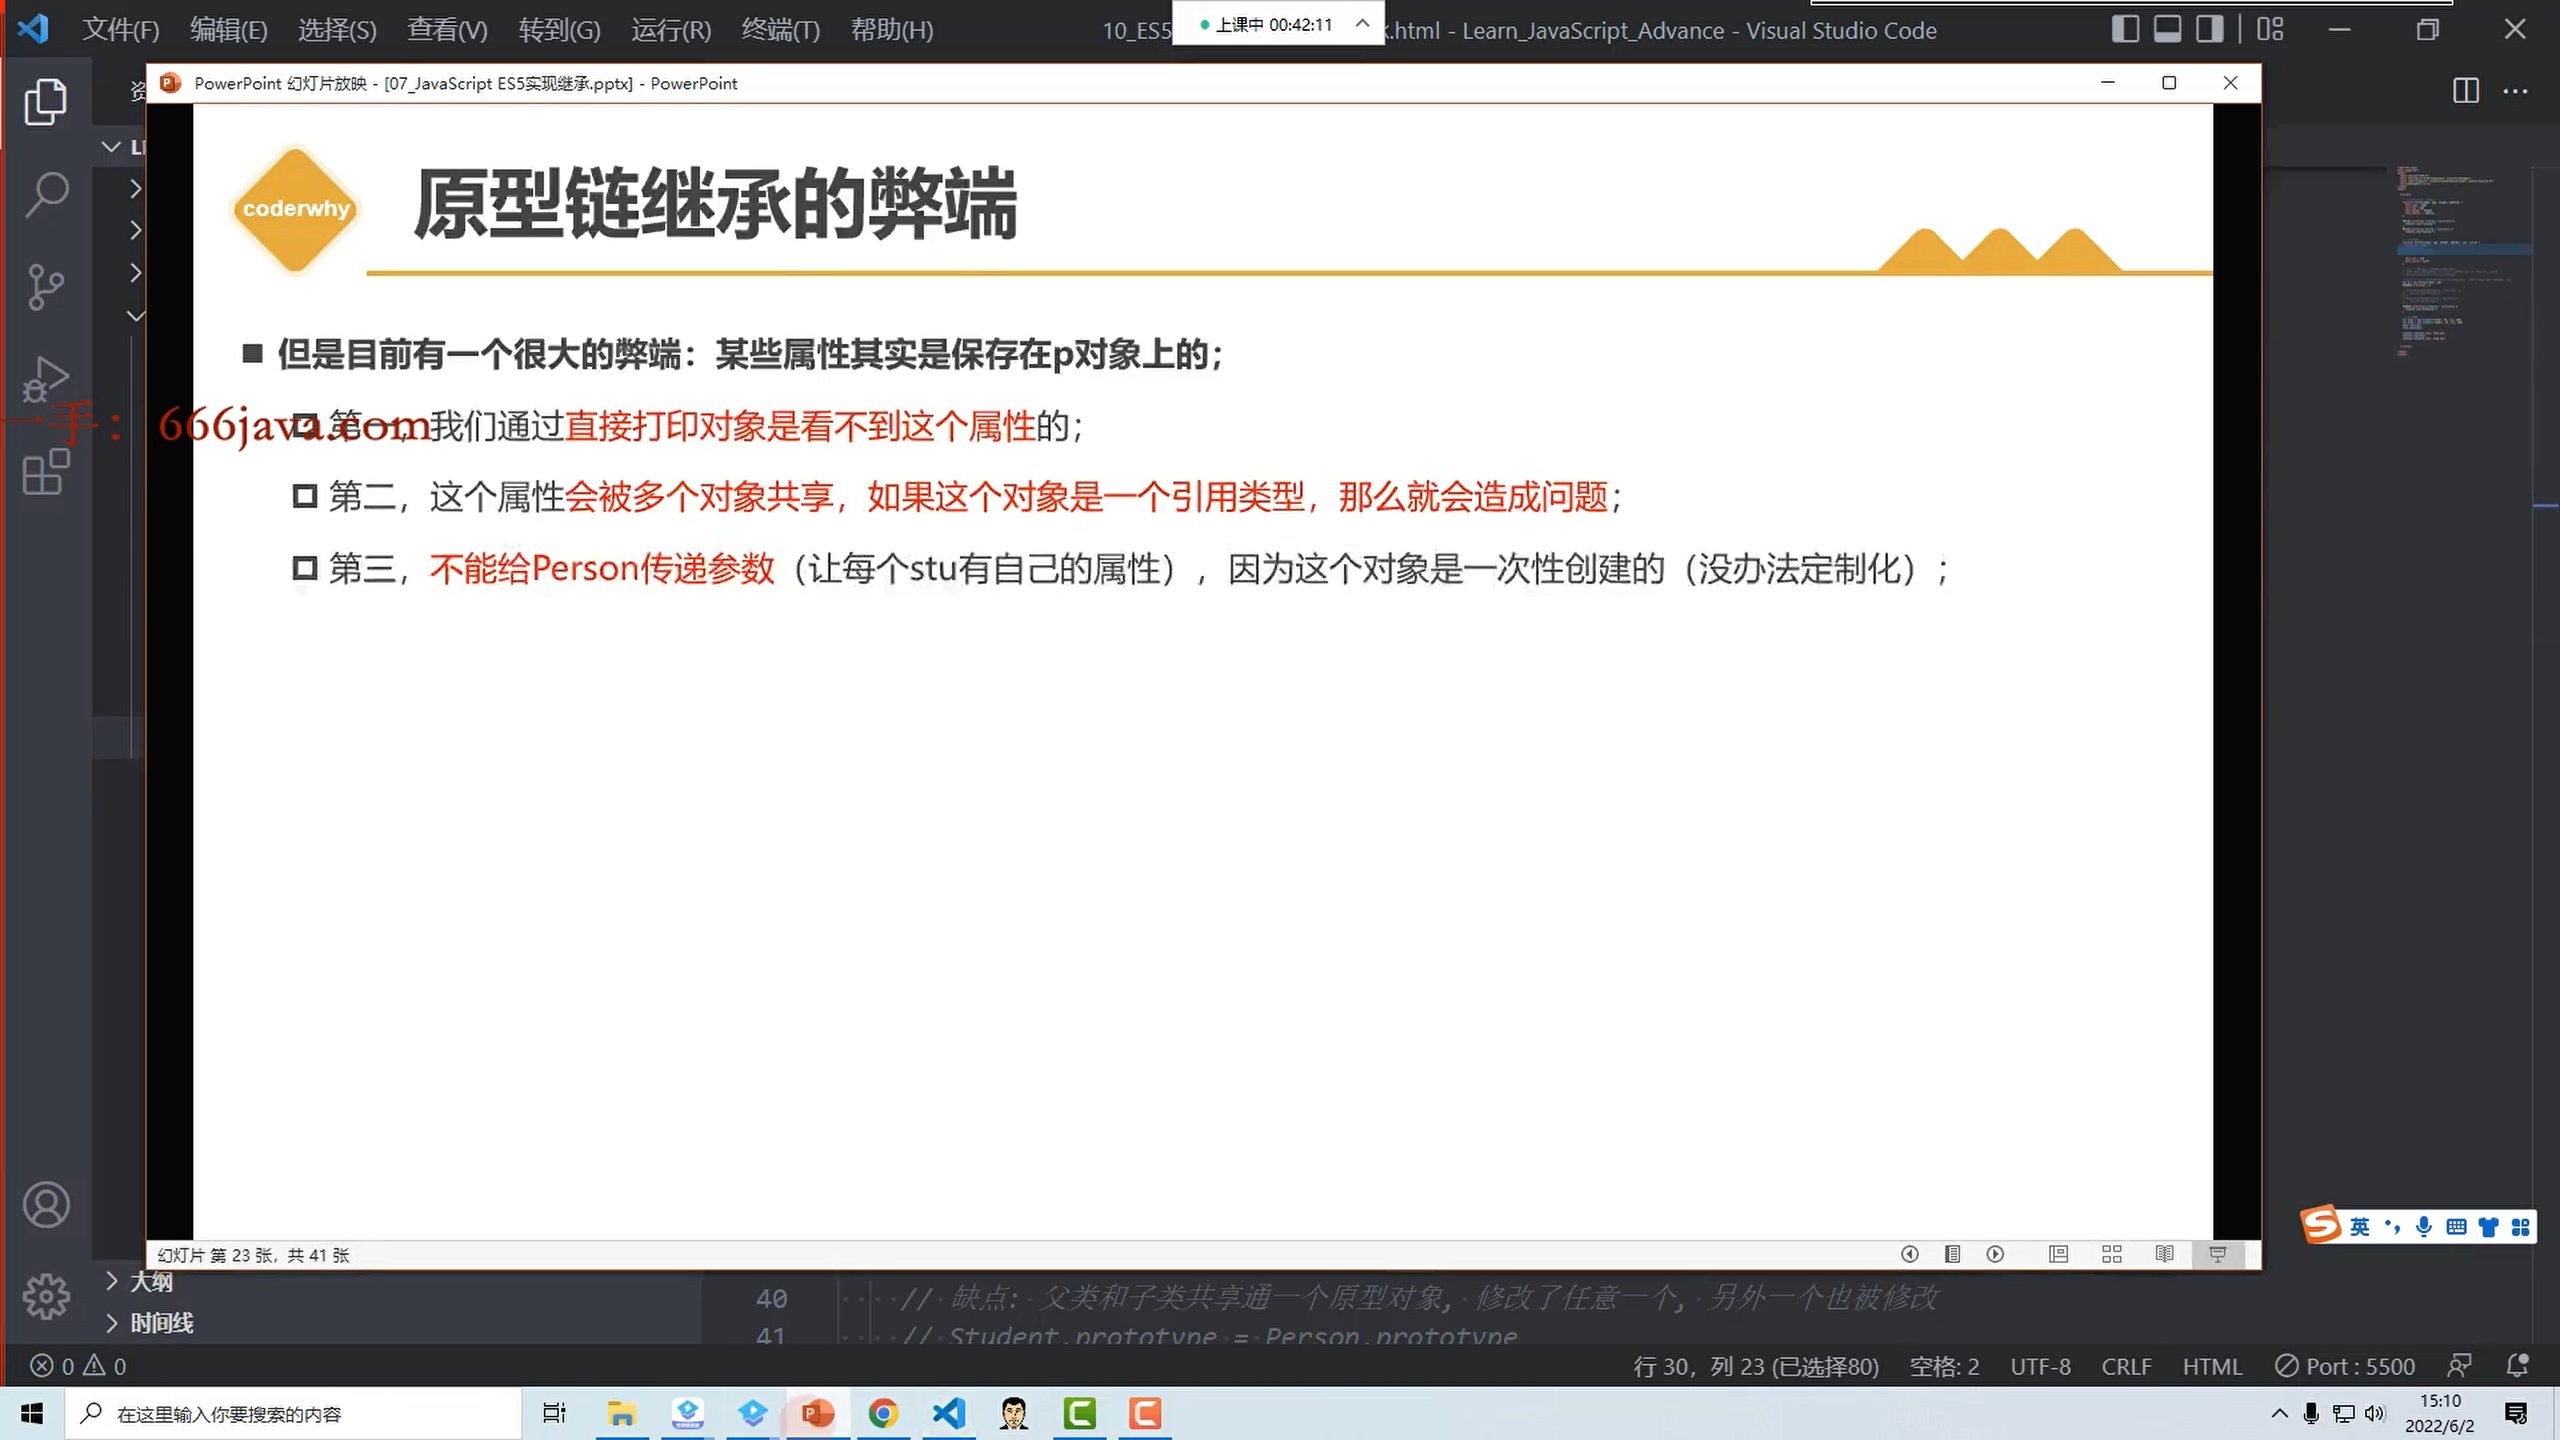 文件(F) 编辑(E) 选择(S) 查看(V) 转到(G) 运行(R) 终端(T) 帮助(H)
10_ES5
上课中 00:42:11
.html - Learn_JavaScript_Advance - Visual Studio Code
PowerPoint 幻灯片放映 - [07_JavaScript ES5实现继承.pptx] - PowerPoint
coderwhy
原型链继承的弊端
但是目前有一个很大的弊端：某些属性其实是保存在p对象上的；
第一，我们通过直接打印对象是看不到这个属性的；
一手：666java.com
第二，这个属性会被多个对象共享，如果这个对象是一个引用类型，那么就会造成问题；
第三，不能给Person传递参数（让每个stu有自己的属性），因为这个对象是一次性创建的（没办法定制化）；
英
幻灯片 第 23 张，共 41 张
大纲
时间线
40 // 缺点: 父类和子类共享通一个原型对象, 修改了任意一个, 另外一个也被修改
41 // Student.prototype = Person.prototype
0 0
行 30，列 23 (已选择80) 空格: 2 UTF-8 CRLF HTML Port : 5500
在这里输入你要搜索的内容
15:10
2022/6/2